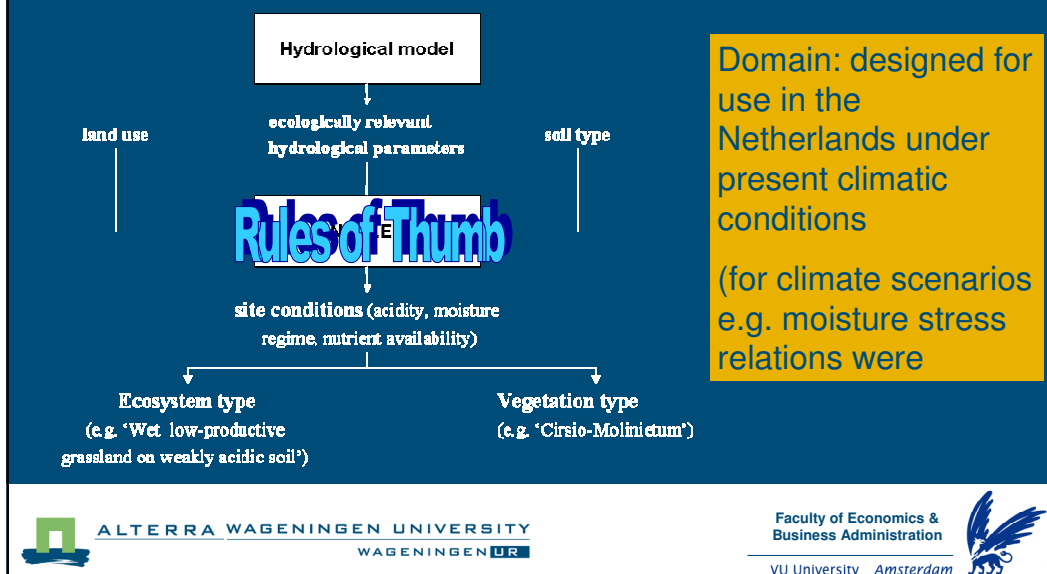 Hydrological model
ecologically relevant
hydrological parameters
land use
soil type
Rules of Thumb
site conditions (acidity, moisture
regime, nutrient availability)
Ecosystem type
(e.g. ‘Wet low-productive
grassland on weakly acidic soil’)
Vegetation type
(e.g. ‘Cirsio-Molinietum’)
Domain: designed for
use in the
Netherlands under
present climatic
conditions
(for climate scenarios
e.g. moisture stress
relations were
ALTERRA WAGENINGEN UNIVERSITY
WAGENINGEN UR
Faculty of Economics &
Business Administration
VU University Amsterdam